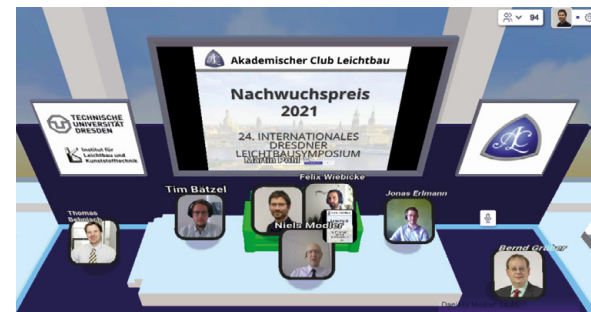 94
Akademischer Club Leichtbau
Nachwuchspreis
2021
24. INTERNATIONALES
DRESDNER
LEICHTBAUSYMPOSIUM
TECHNISCHE
UNIVERSITÄT
DRESDEN
Institut für
Leichtbau und
Kunststofftechnik
Martin Pohl
Felix Wiebicke
Tim Bätzel
Jonas Erlmann
Thomas
Behnisch
Niels Modler
Bernd Grüber